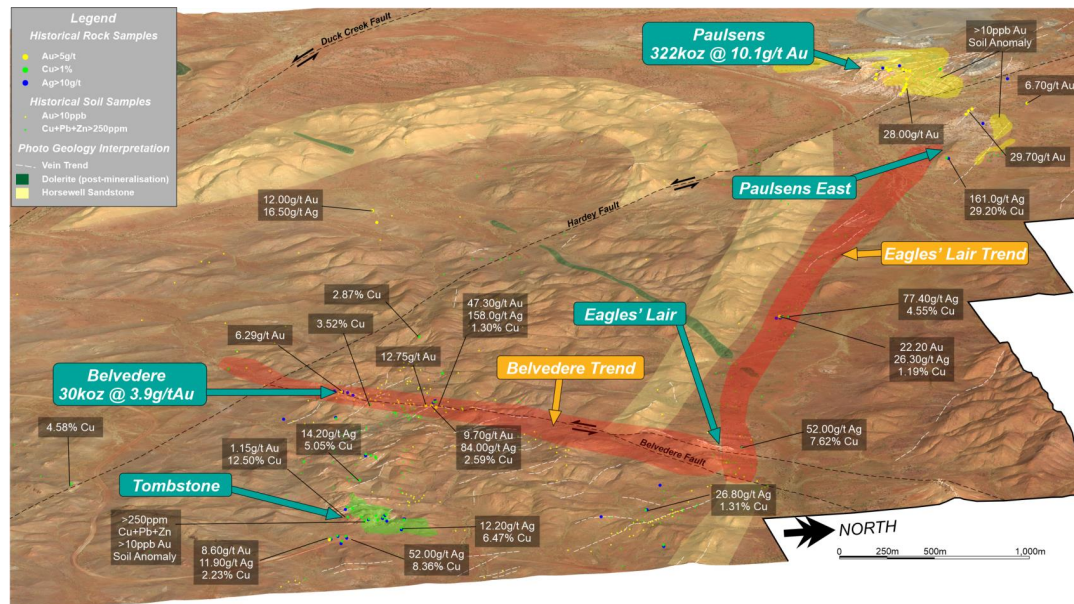 Legend
Historical Rock Samples
Au>5g/t
Cu>1%
Ag>10g/t
Historical Soil Samples
Au>10ppb
Cu+Pb+Zn>250ppm
Photo Geology Interpretation
Vein Trend
Dolerite (post-mineralisation)
Horsewell Sandstone
Duck Creek Fault
Paulsens
322koz @ 10.1g/t Au
>10ppb Au
Soil Anomaly
6.70g/t Au
28.00g/t Au
29.70g/t Au
Paulsens East
161.0g/t Ag
29.20% Cu
12.00g/t Au
16.50g/t Ag
Hardey Fault
Eagles' Lair Trend
2.87% Cu
47.30g/t Au
158.0g/t Ag
1.30% Cu
Eagles' Lair
77.40g/t Ag
4.55% Cu
6.29g/t Au
3.52% Cu
12.75g/t Au
22.20 Au
26.30g/t Ag
1.19% Cu
Belvedere
30koz @ 3.9g/tAu
Belvedere Trend
4.58% Cu
14.20g/t Ag
5.05% Cu
9.70g/t Au
84.00g/t Ag
2.59% Cu
Belvedere Fault
52.00g/t Ag
7.62% Cu
1.15g/t Au
12.50% Cu
Tombstone
26.80g/t Ag
1.31% Cu
>250ppm
Cu+Pb+Zn
>10ppb Au
Soil Anomaly
12.20g/t Ag
6.47% Cu
8.60g/t Au
11.90g/t Ag
2.23% Cu
52.00g/t Ag
8.36% Cu
NORTH
0 250m 500m 1,000m